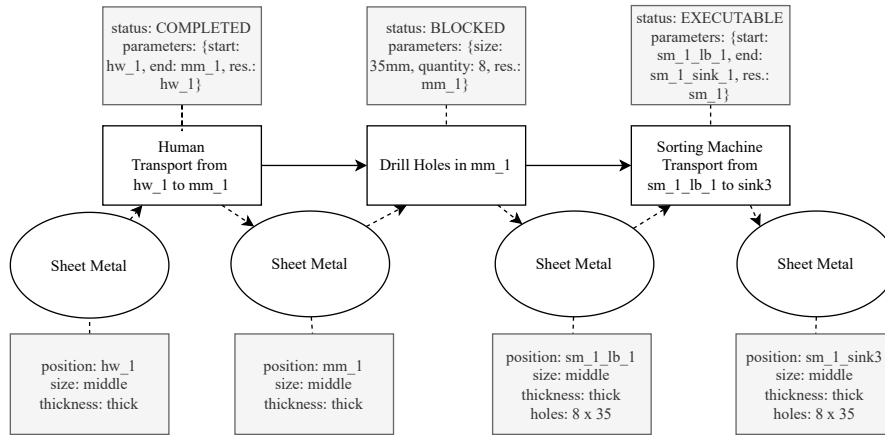 status: COMPLETED
parameters: {start:
hw_1, end: mm_1, res.:
hw_1}
status: BLOCKED
parameters: {size:
35mm, quantity: 8, res.:
mm_1}
status: EXECUTABLE
parameters: {start:
sm_1_lb_1, end:
sm_1_sink_1, res.:
sm_1}
Human
Transport from
hw_1 to mm_1
Drill Holes in mm_1
Sorting Machine
Transport from
sm_1_lb_1 to sink3
Sheet Metal
Sheet Metal
Sheet Metal
Sheet Metal
position: hw_1
size: middle
thickness: thick
position: mm_1
size: middle
thickness: thick
position: sm_1_lb_1
size: middle
thickness: thick
holes: 8 x 35
position: sm_1_sink3
size: middle
thickness: thick
holes: 8 x 35